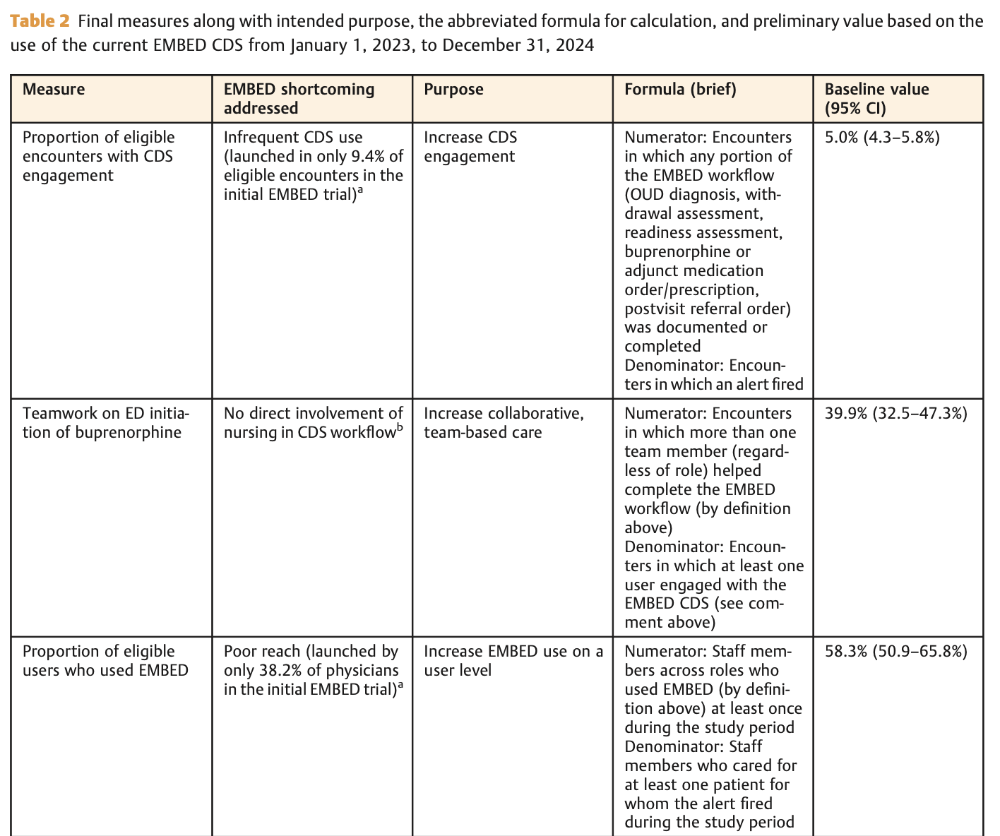 Table 2 Final measures along with intended purpose, the abbreviated formula for calculation, and preliminary value based on the
use of the current EMBED CDS from January 1, 2023, to December 31, 2024
Measure
EMBED shortcoming
addressed
Purpose
Formula (brief)
Baseline value
(95% CI)
Proportion of eligible
encounters with CDS
engagement
Infrequent CDS use
(launched in only 9.4% of
eligible encounters in the
initial EMBED trial)a
Increase CDS
engagement
Numerator: Encounters
in which any portion of
the EMBED workflow
(OUD diagnosis, with-
drawal assessment,
readiness assessment,
buprenorphine or
adjunct medication
order/prescription,
postvisit referral order)
was documented or
completed
Denominator: Encoun-
ters in which an alert fired
5.0% (4.3–5.8%)
Teamwork on ED initia-
tion of buprenorphine
No direct involvement of
nursing in CDS workflowb
Increase collaborative,
team-based care
Numerator: Encounters
in which more than one
team member (regard-
less of role) helped
complete the EMBED
workflow (by definition
above)
Denominator: Encoun-
ters in which at least one
user engaged with the
EMBED CDS (see com-
ment above)
39.9% (32.5–47.3%)
Proportion of eligible
users who used EMBED
Poor reach (launched by
only 38.2% of physicians
in the initial EMBED trial)a
Increase EMBED use on a
user level
Numerator: Staff mem-
bers across roles who
used EMBED (by defini-
tion above) at least once
during the study period
Denominator: Staff
members who cared for
at least one patient for
whom the alert fired
during the study period
58.3% (50.9–65.8%)